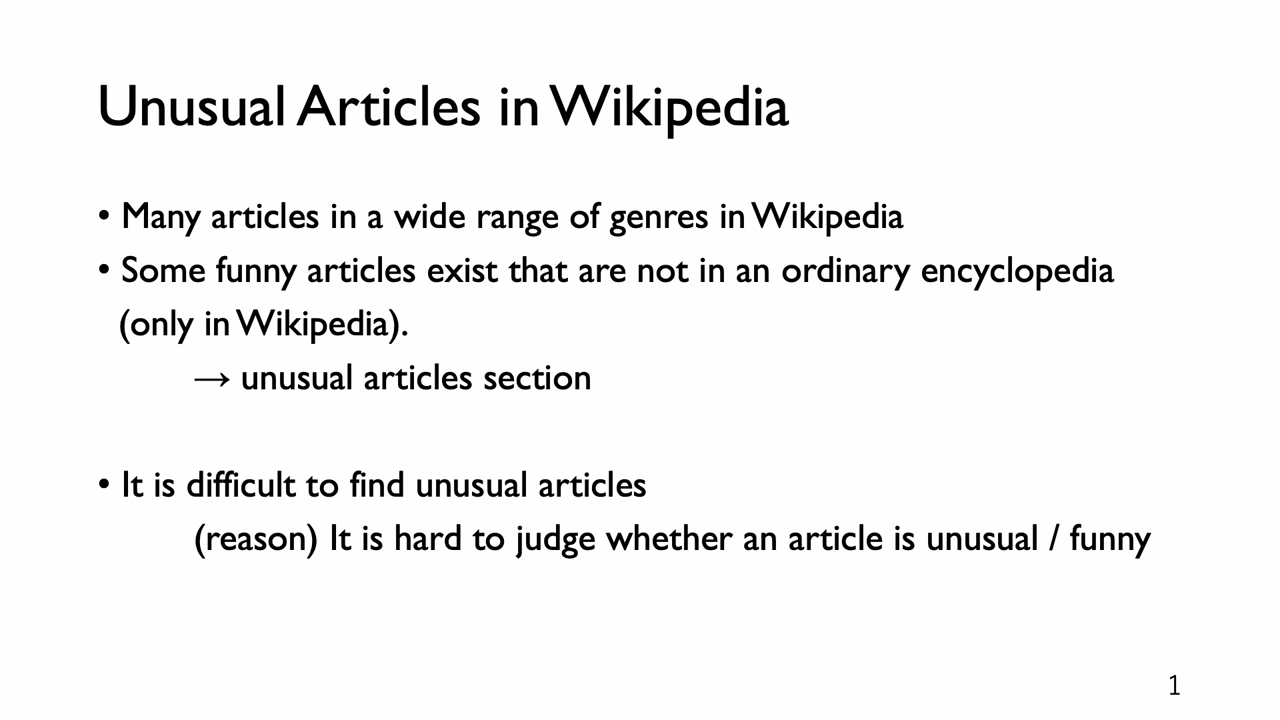 Unusual Articles in Wikipedia
• Many articles in a wide range of genres in Wikipedia
• Some funny articles exist that are not in an ordinary encyclopedia
(only in Wikipedia).
→ unusual articles section
• It is difficult to find unusual articles
(reason) It is hard to judge whether an article is unusual / funny
1